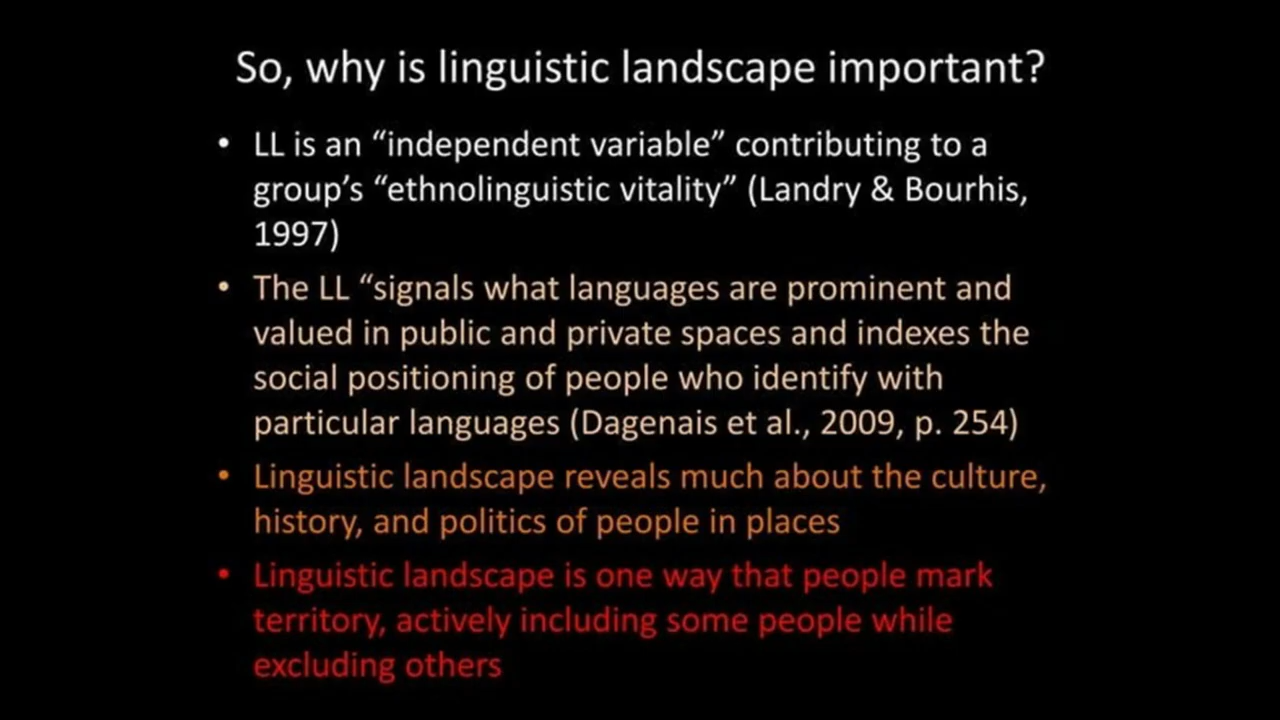 So, why is linguistic landscape important?
• LL is an “independent variable” contributing to a
group’s “ethnolinguistic vitality” (Landry & Bourhis,
1997)
• The LL “signals what languages are prominent and
valued in public and private spaces and indexes the
social positioning of people who identify with
particular languages (Dagenais et al., 2009, p. 254)
• Linguistic landscape reveals much about the culture,
history, and politics of people in places
• Linguistic landscape is one way that people mark
territory, actively including some people while
excluding others